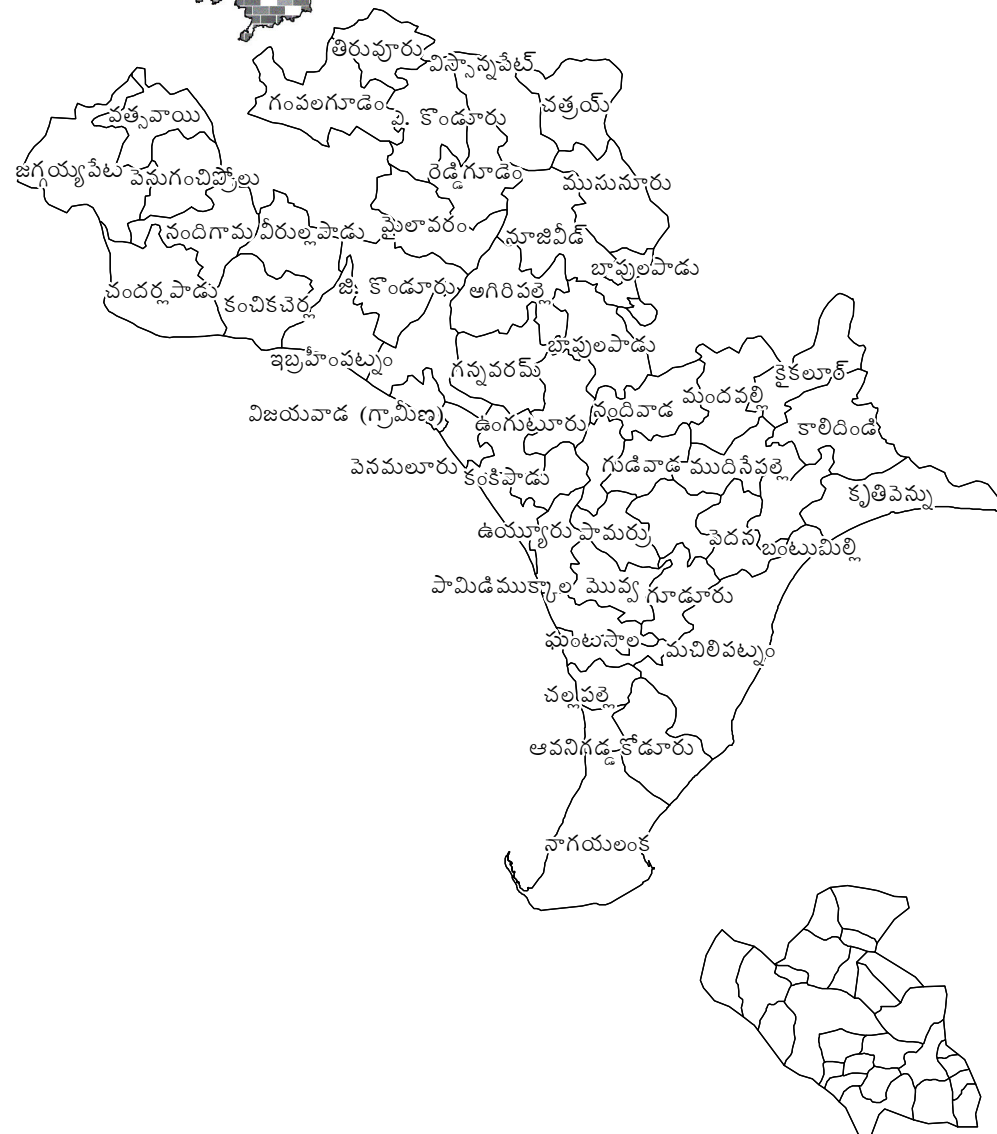 తిరువూరు
విస్సొన్నపేట్
గంపలగూడెం
చత్రయ్
వత్సవాయి
ఎ. కొండూరు
జగ్గయ్యపేట
పెనుగంచిప్రోలు
రెడ్డిగూడెం
ముసునూరు
నందిగామ
వీరుల్లపాడు
మైలావరం
నూజివీడ్
బాపులపాడు
చందర్లపాడు
కంచికచెర్ల
జి. కొండూరు
అగిరిపల్లె
ఇబ్రహీంపట్నం
బాపులపాడు
గన్నవరమ్
కైకలూర్
విజయవాడ (గ్రామీణ)
ఉంగుటూరు
నందివాడ
మందవల్లి
కాలిదిండి
పెనమలూరు
కంకిపాడు
గుడివాడ
ముదినేపల్లె
కృతివెన్ను
ఉయ్యూరు
పామర్రు
పెదన
బంటుమిల్లి
పామిడిముక్కాల
మొవ్వ
గూడూరు
ఘంటసాల
మచిలిపట్నం
చల్లపల్లె
ఆవనిగడ్డ
కోడూరు
నాగయలంక